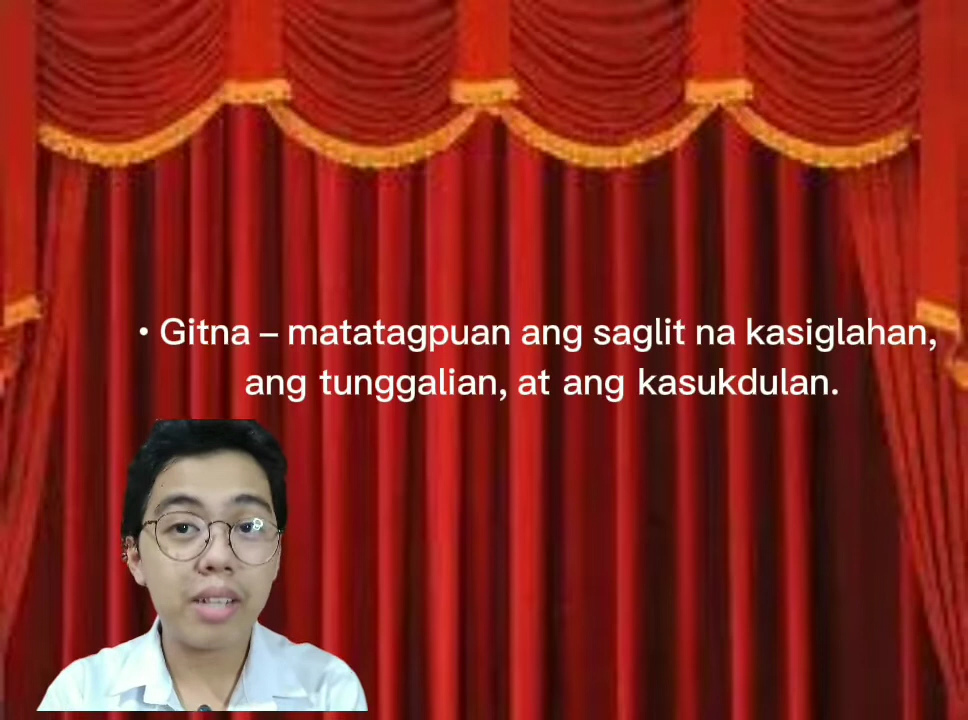 • Gitna – matatagpuan ang saglit na kasiglahan,
ang tunggalian, at ang kasukdulan.